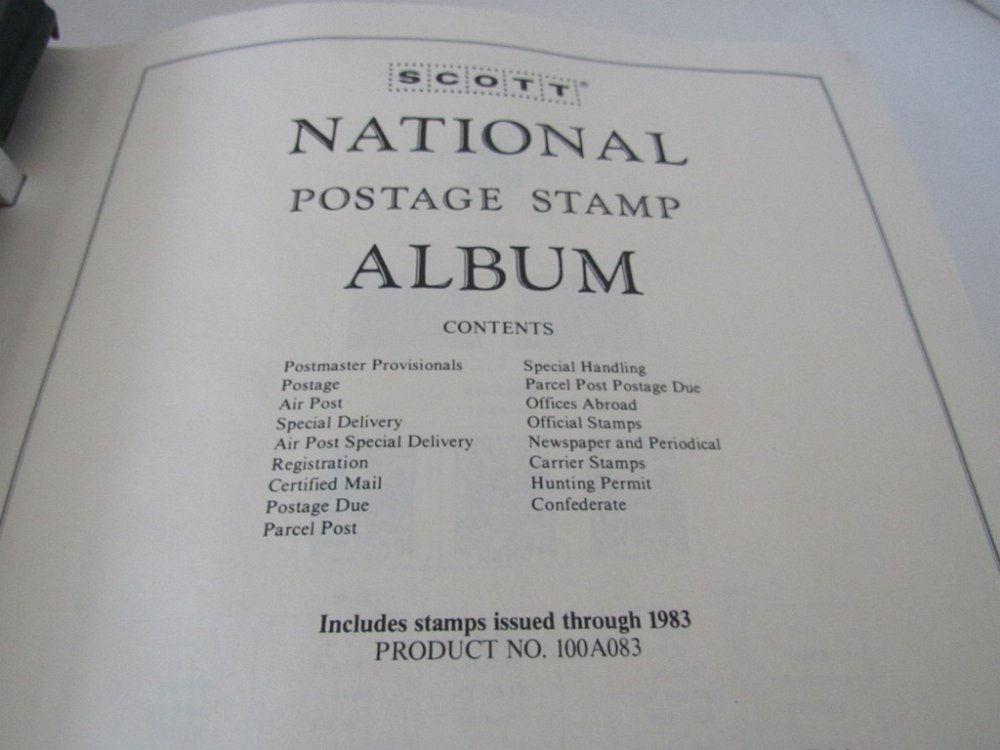 SCOTT®
NATIONAL
POSTAGE STAMP
ALBUM
CONTENTS
Postmaster Provisionals
Postage
Air Post
Special Delivery
Air Post Special Delivery
Registration
Certified Mail
Postage Due
Parcel Post
Special Handling
Parcel Post Postage Due
Offices Abroad
Official Stamps
Newspaper and Periodical
Carrier Stamps
Hunting Permit
Confederate
Includes stamps issued through 1983
PRODUCT NO. 100A083